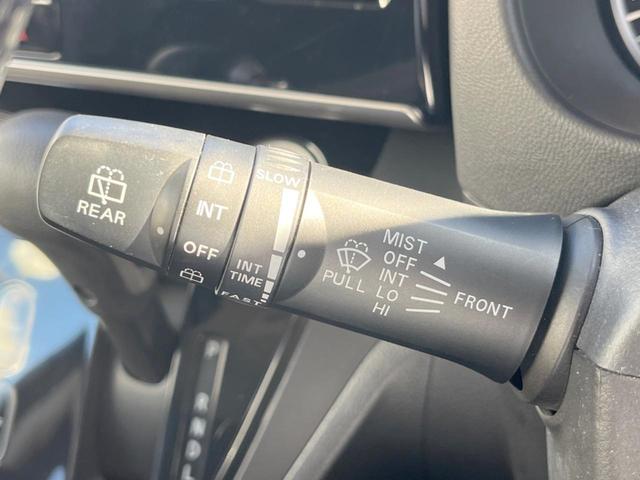 REAR
INT
OFF
SLOW
INT
TIME
FAST
PULL
MIST
OFF
INT
LO
HI
FRONT
P
R
N
D
L